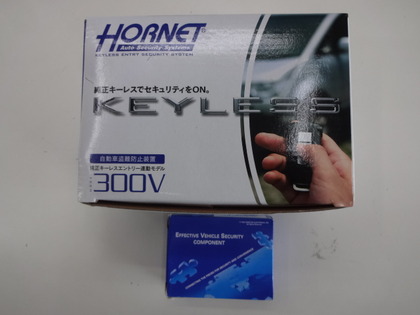 HORNET
Auto Security Systems
KEYLESS ENTRY SECURITY SYSTEM
純正キーレスでセキュリティをON。
KEYLESS
自動車盗難防止装置
純正キーレスエントリー連動モデル
300V
EFFECTIVE VEHICLE SECURITY
COMPONENT